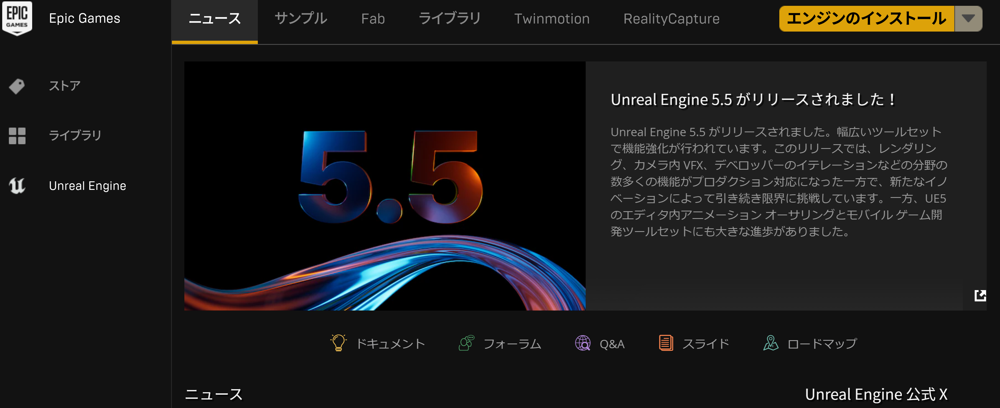 EPIC
GAMES
Epic Games
ニュース
サンプル
Fab
ライブラリ
Twinmotion
RealityCapture
エンジンのインストール
ストア
ライブラリ
Unreal Engine
5.5
Unreal Engine 5.5 がリリースされました！
Unreal Engine 5.5 がリリースされました。幅広いツールセット
で機能強化が行われています。このリリースでは、レンダリン
グ、カメラ内 VFX、デベロッパーのイテレーションなどの分野の
数多くの機能がプロダクション対応になった一方で、新たなイノ
ベーションによって引き続き限界に挑戦しています。一方、UE5
のエディタ内アニメーション オーサリングとモバイル ゲーム開
発ツールセットにも大きな進歩がありました。
ドキュメント
フォーラム
Q&A
スライド
ロードマップ
ニュース
Unreal Engine 公式 X